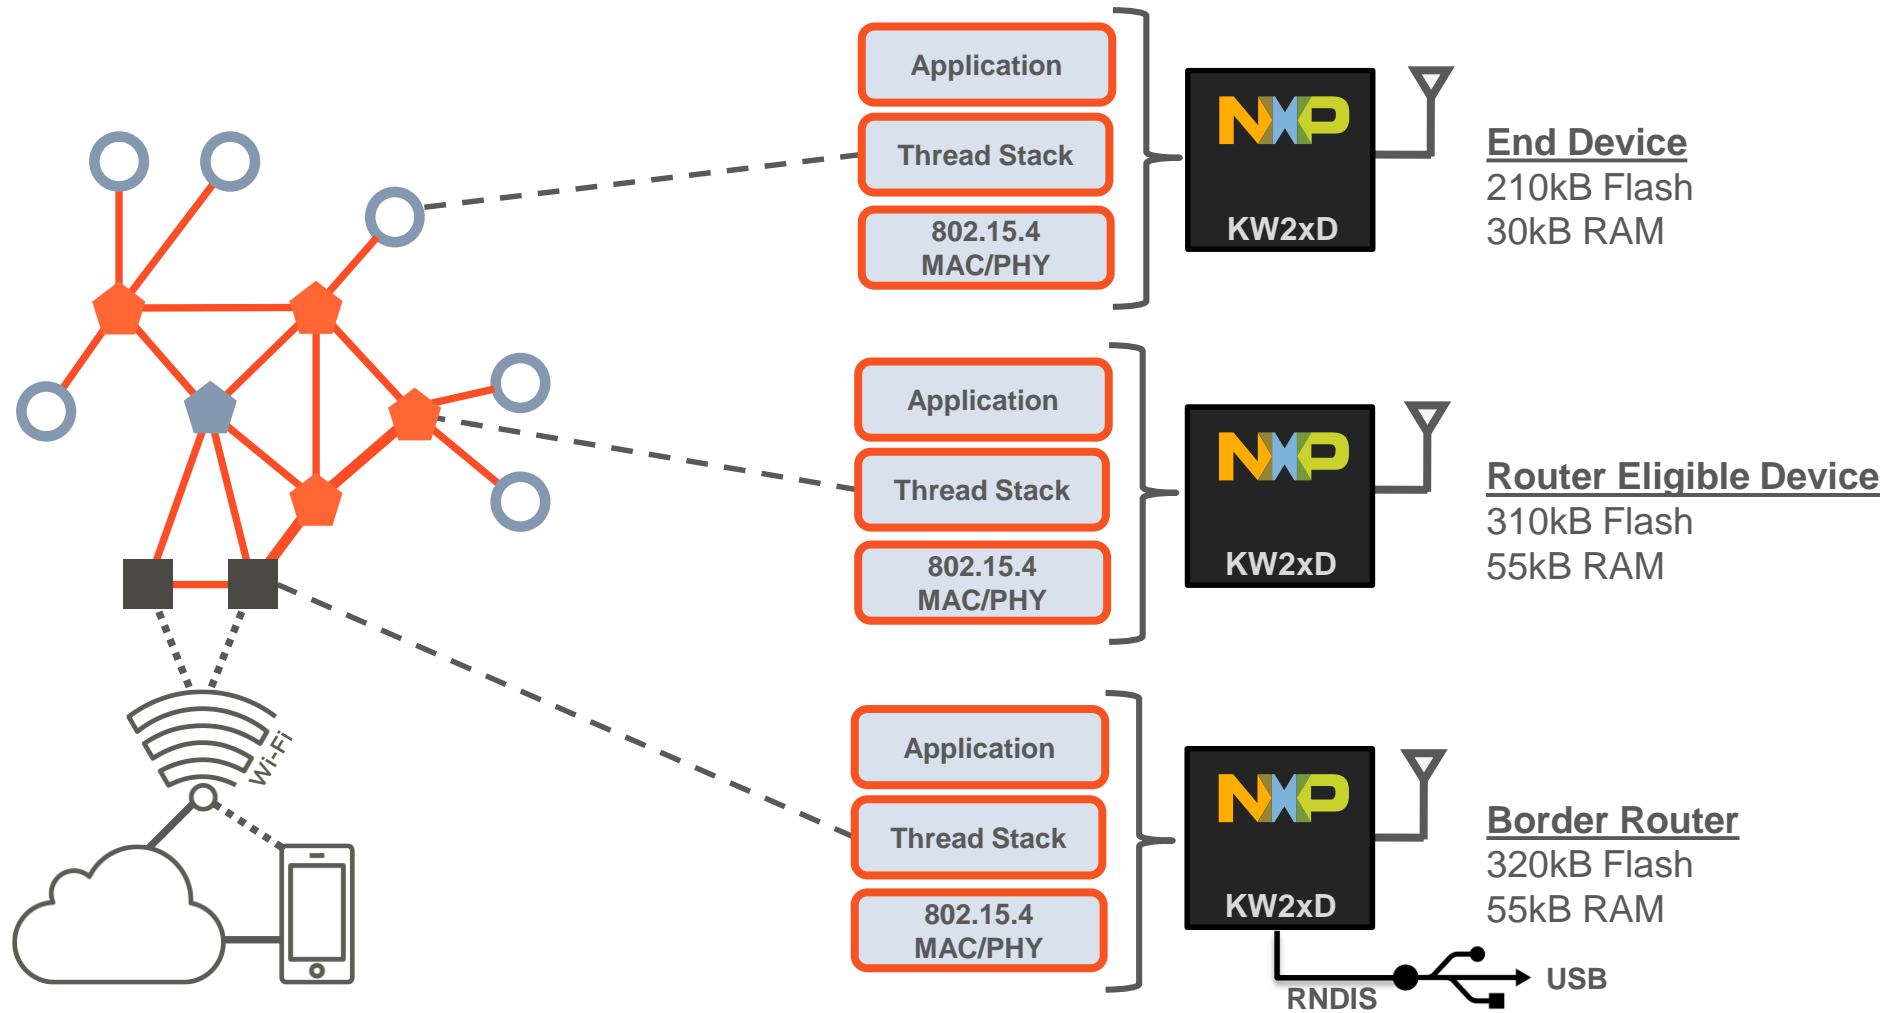 Application
Thread Stack
802.15.4
MAC/PHY
NXP
KW2xD
End Device
210kB Flash
30kB RAM
Application
Thread Stack
802.15.4
MAC/PHY
NXP
KW2xD
Router Eligible Device
310kB Flash
55kB RAM
Wi-Fi
Application
Thread Stack
802.15.4
MAC/PHY
NXP
KW2xD
Border Router
320kB Flash
55kB RAM
RNDIS
USB